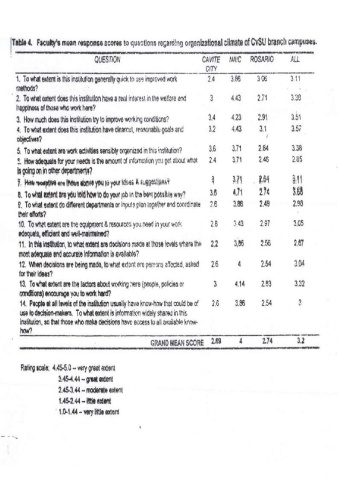 Table 4. Faculty's mean response scores to questions regarding organizational climate of CvSU branch campuses.
QUESTION CAVITE CITY NWC ROSARIO ALL
1. To what extent is this institution generally quick to use improved work methods? 2.4 3.86 3.06 3.11
2. To what extent does this institution have a real interest in the welfare and happiness of those who work here? 3 4.43 2.71
3. How much does this institution try to improve working conditions? 3.4 4.23 2.91 3.51
4. To what extent does this institution have clearcut, reasonable goals and objectives? 3.2 4.43 3.1 3.57
5. To what extent are work activities sensibly organized in this institution? 3.6 3.71 2.84 3.38
6. How adequate for your needs is the amount of information you get about what is going on in other departments? 2.4 3.71 2.46 2.85
7. How receptive are those above you to your ideas & suggestions? 3 3.71
8. To what extent are you told how to do your job in the best possible way? 3.6 4.71 2.74 3.68
9. To what extent do different departments or inputs plan together and coordinate their efforts? 2.6 3.86 2.49 2.98
10. To what extent are the equipment & resources you need in your work adequate, efficient and well-maintained? 3.43 2.97 3.05
11. In this institution, to what extent are decisions made at those levels where the most adequate and accurate information is available? 2.2 3.86 2.56 2.87
12. When decisions are being made, to what extent are persons affected, asked for their ideas? 2.6 4 2.54 3.04
13. To what extent are the factors about working here (people, policies or conditions) encourage you to work hard? 3 4.14 2.83 3.32
14. People at all levels of the institution usually have know-how that could be of use to decision-makers. To what extent is information widely shared in this institution, so that those who make decisions have access to all available know-how? 2.6 3.86 2.54 3
GRAND MEAN SCORE 2.89 4 2.74 3.2
Rating scale: 4.45-5.0 – very great extent
3.45-4.44 – great extent
2.45-3.44 – moderate extent
1.45-2.44 – little extent
1.0-1.44 – very little extent